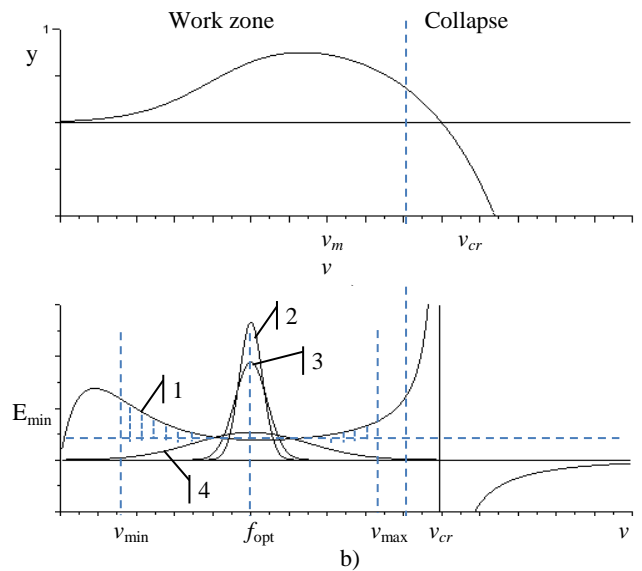 Work zone Collapse
1
y
v_m v_cr
v
2
3
1
E_min
4
v_min f_opt v_max v_cr v
b)